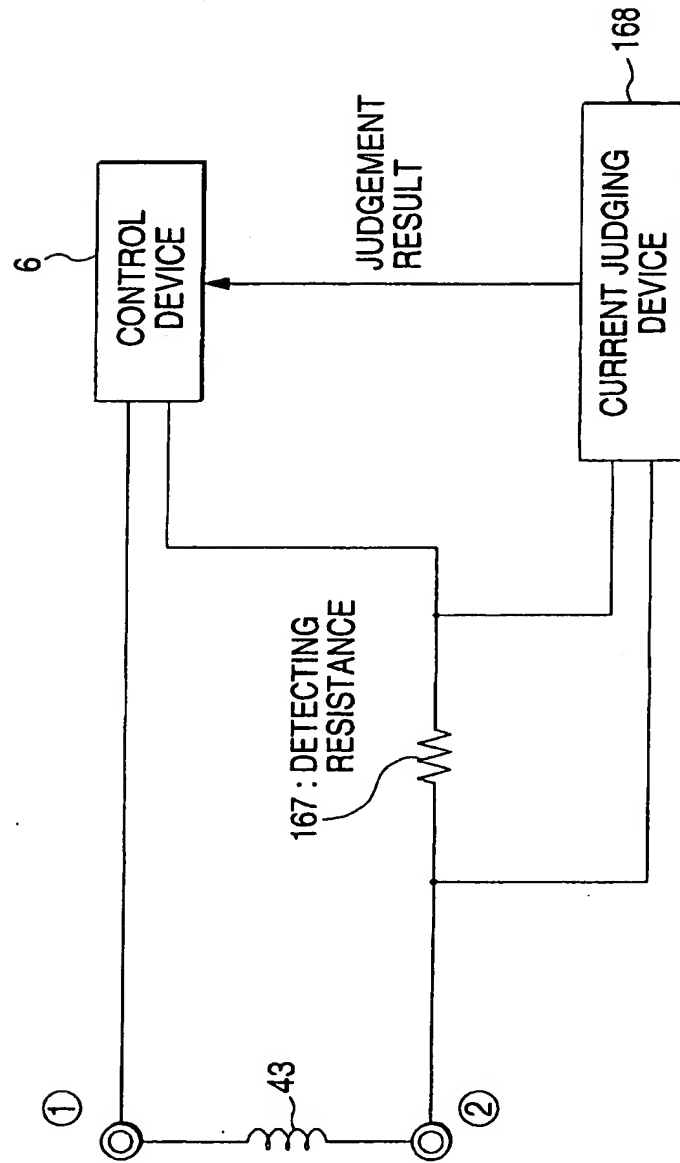 ①
43
②
6
CONTROL
DEVICE
JUDGEMENT
RESULT
167 : DETECTING
RESISTANCE
CURRENT JUDGING
DEVICE
168